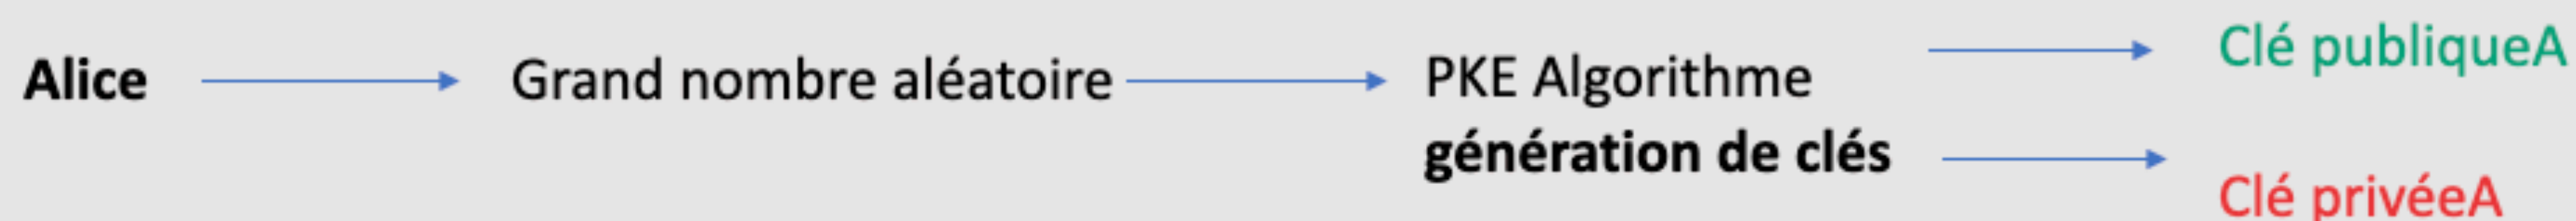 Alice
Grand nombre aléatoire
PKE Algorithme
génération de clés
Clé publiqueA
Clé privéeA